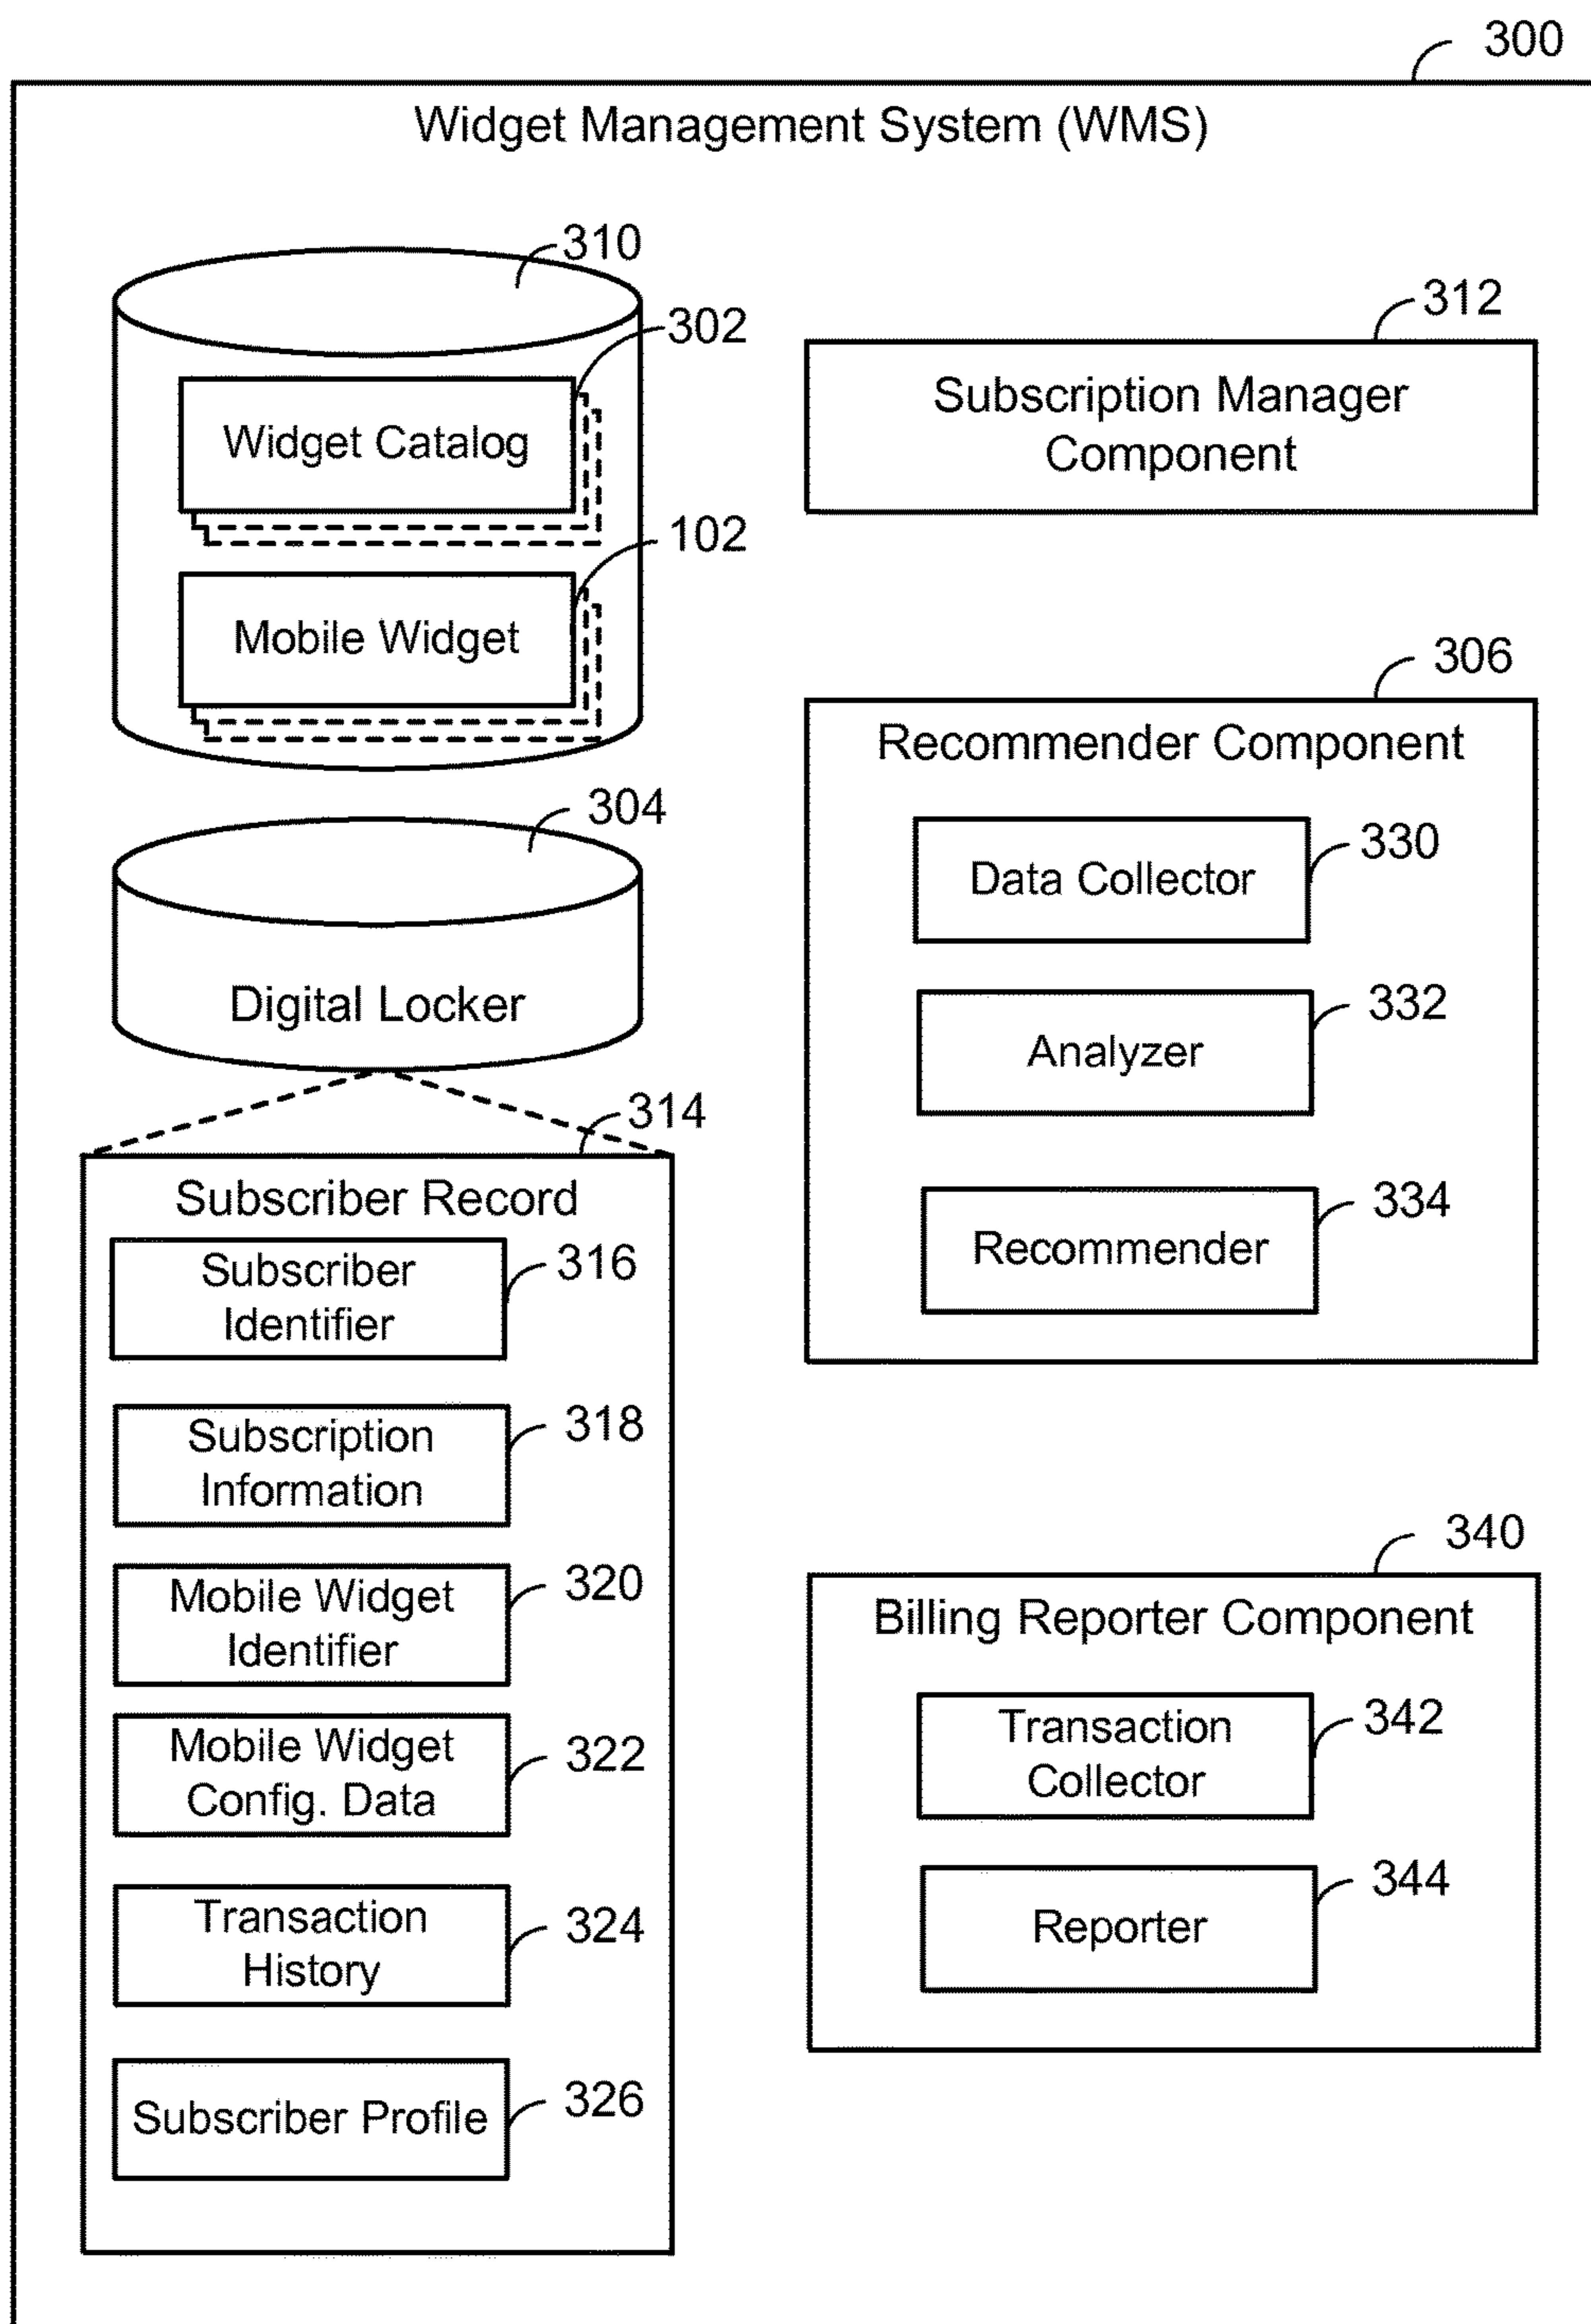 300
Widget Management System (WMS)
310
302
Widget Catalog
102
Mobile Widget
304
Digital Locker
314
Subscriber Record
Subscriber
Identifier
316
Subscription
Information
318
Mobile Widget
Identifier
320
Mobile Widget
Config. Data
322
Transaction
History
324
Subscriber Profile
326
312
Subscription Manager
Component
306
Recommender Component
Data Collector
330
Analyzer
332
Recommender
334
340
Billing Reporter Component
Transaction
Collector
342
Reporter
344